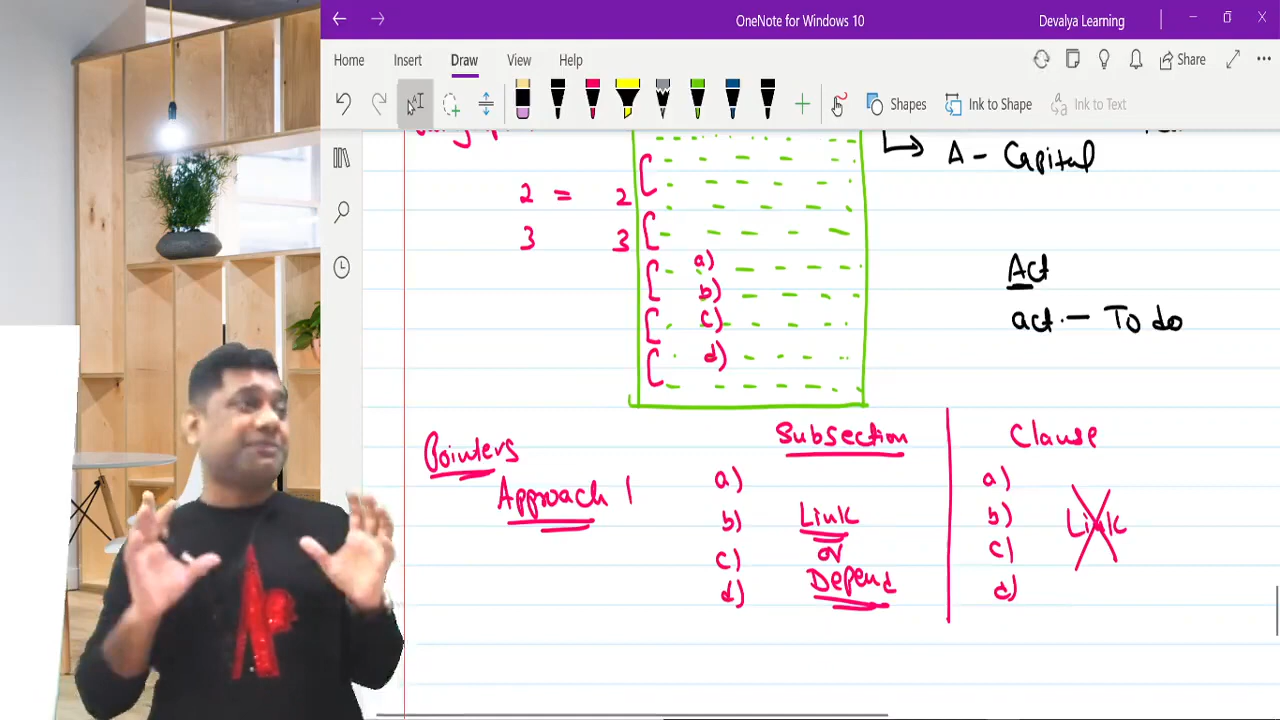 OneNote for Windows 10
Devalya Learning
Home
Insert
Draw
View
Help
Share
Shapes
Ink to Shape
Ink to Text
A - Capital
2 = 2
3 3
a)
b)
c)
d)
Act
act - To do
Pointers
Approach 1
Subsection
a)
b) Link
c) or
d) Depend
Clause
a)
b) Link
c)
d)